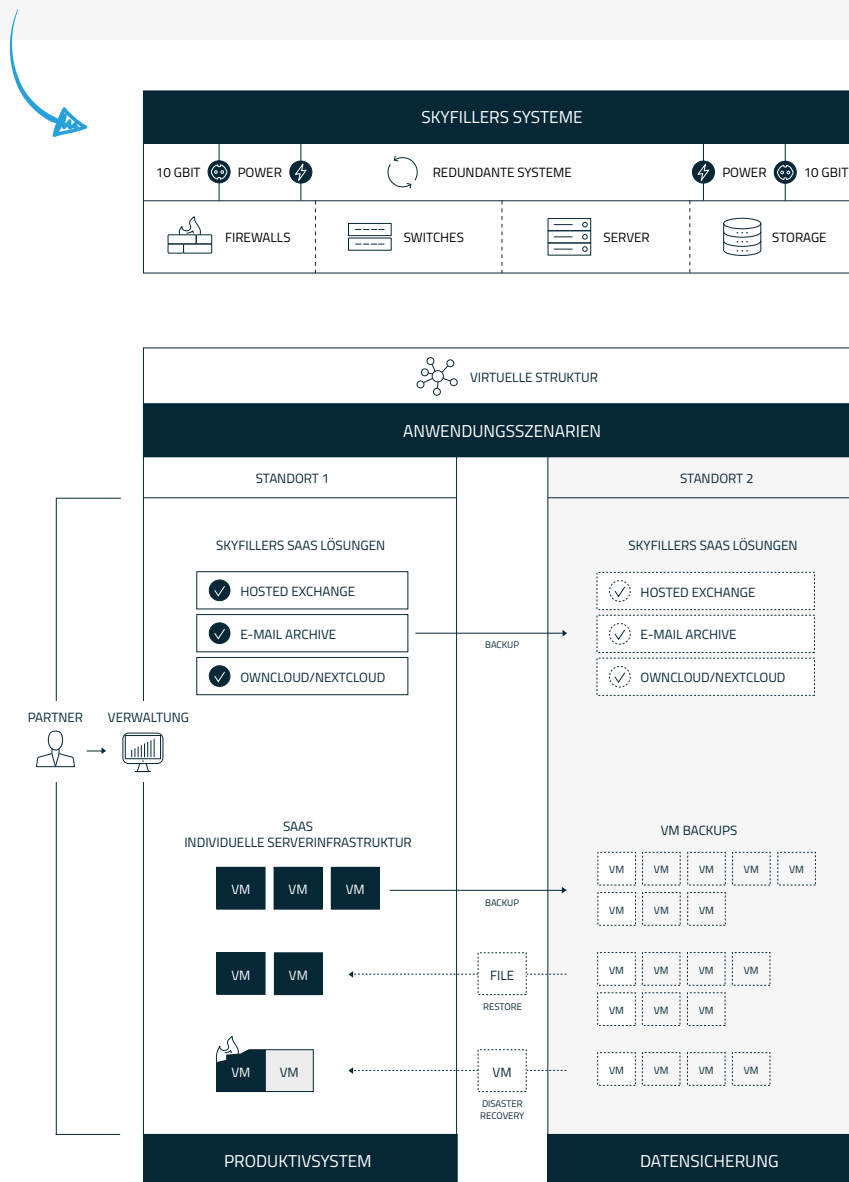 SKYFILLERS SYSTEME
10 GBIT POWER REDUNDANTE SYSTEME POWER 10 GBIT
FIREWALLS SWITCHES SERVER STORAGE
VIRTUELLE STRUKTUR
ANWENDUNGSSZENARIEN
STANDORT 1 STANDORT 2
SKYFILLERS SAAS LÖSUNGEN SKYFILLERS SAAS LÖSUNGEN
HOSTED EXCHANGE HOSTED EXCHANGE
E-MAIL ARCHIVE E-MAIL ARCHIVE
BACKUP
OWNCLOUD/NEXTCLOUD OWNCLOUD/NEXTCLOUD
PARTNER VERWALTUNG
SAAS
INDIVIDUELLE SERVERINFRASTRUKTUR
VM BACKUPS
VM VM VM VM VM VM VM VM
BACKUP
VM VM VM
VM VM FILE VM VM VM VM
RESTORE
VM VM VM
VM VM VM VM VM VM VM
DISASTER
RECOVERY
PRODUKTIVSYSTEM DATENSICHERUNG